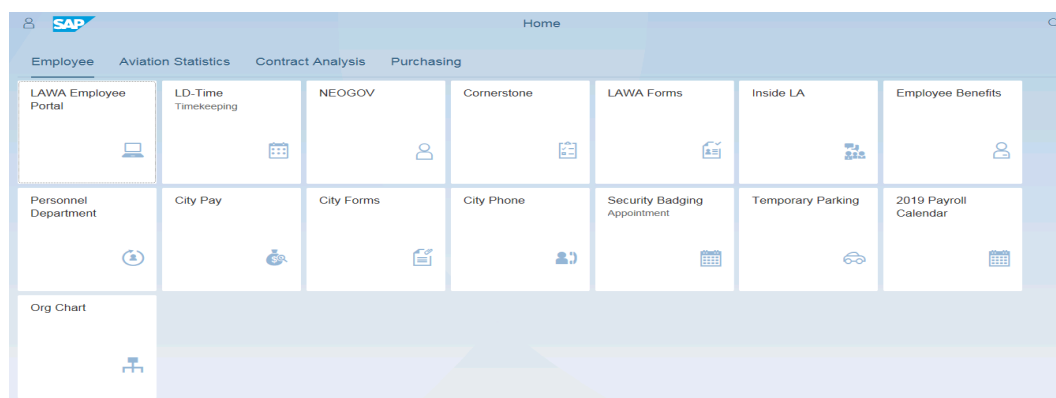 SAP
Home
Employee Aviation Statistics Contract Analysis Purchasing
LAWA Employee
Portal
LD-Time
Timekeeping
NEOGOV
Cornerstone
LAWA Forms
Inside LA
Employee Benefits
Personnel
Department
City Pay
City Forms
City Phone
Security Badging
Appointment
Temporary Parking
2019 Payroll
Calendar
Org Chart